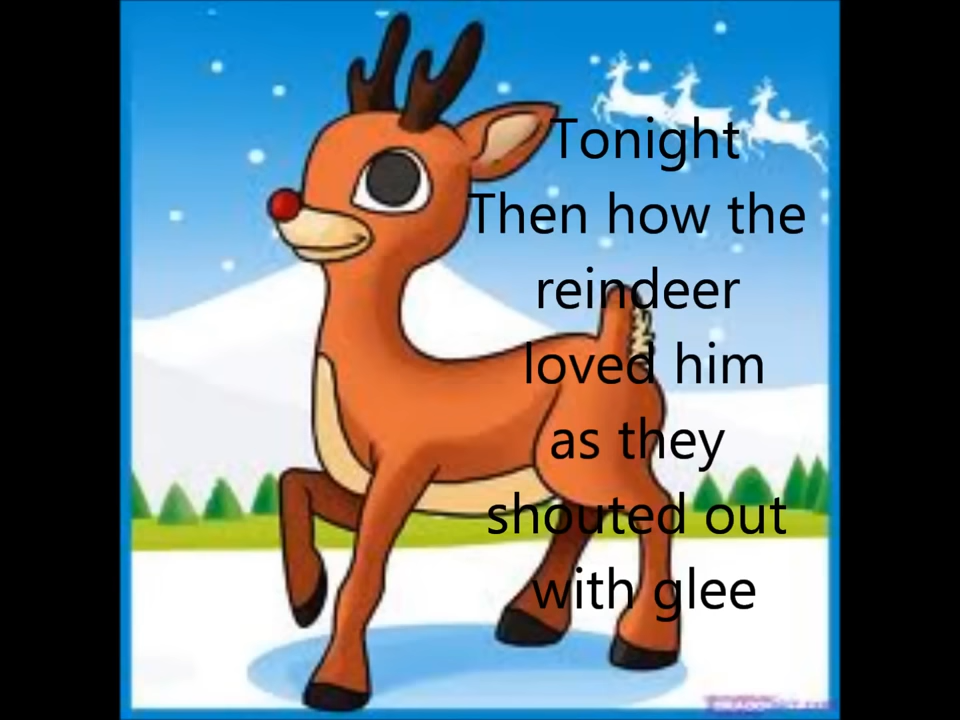 Tonight
Then how the
reindeer
loved him
as they
shouted out
with glee